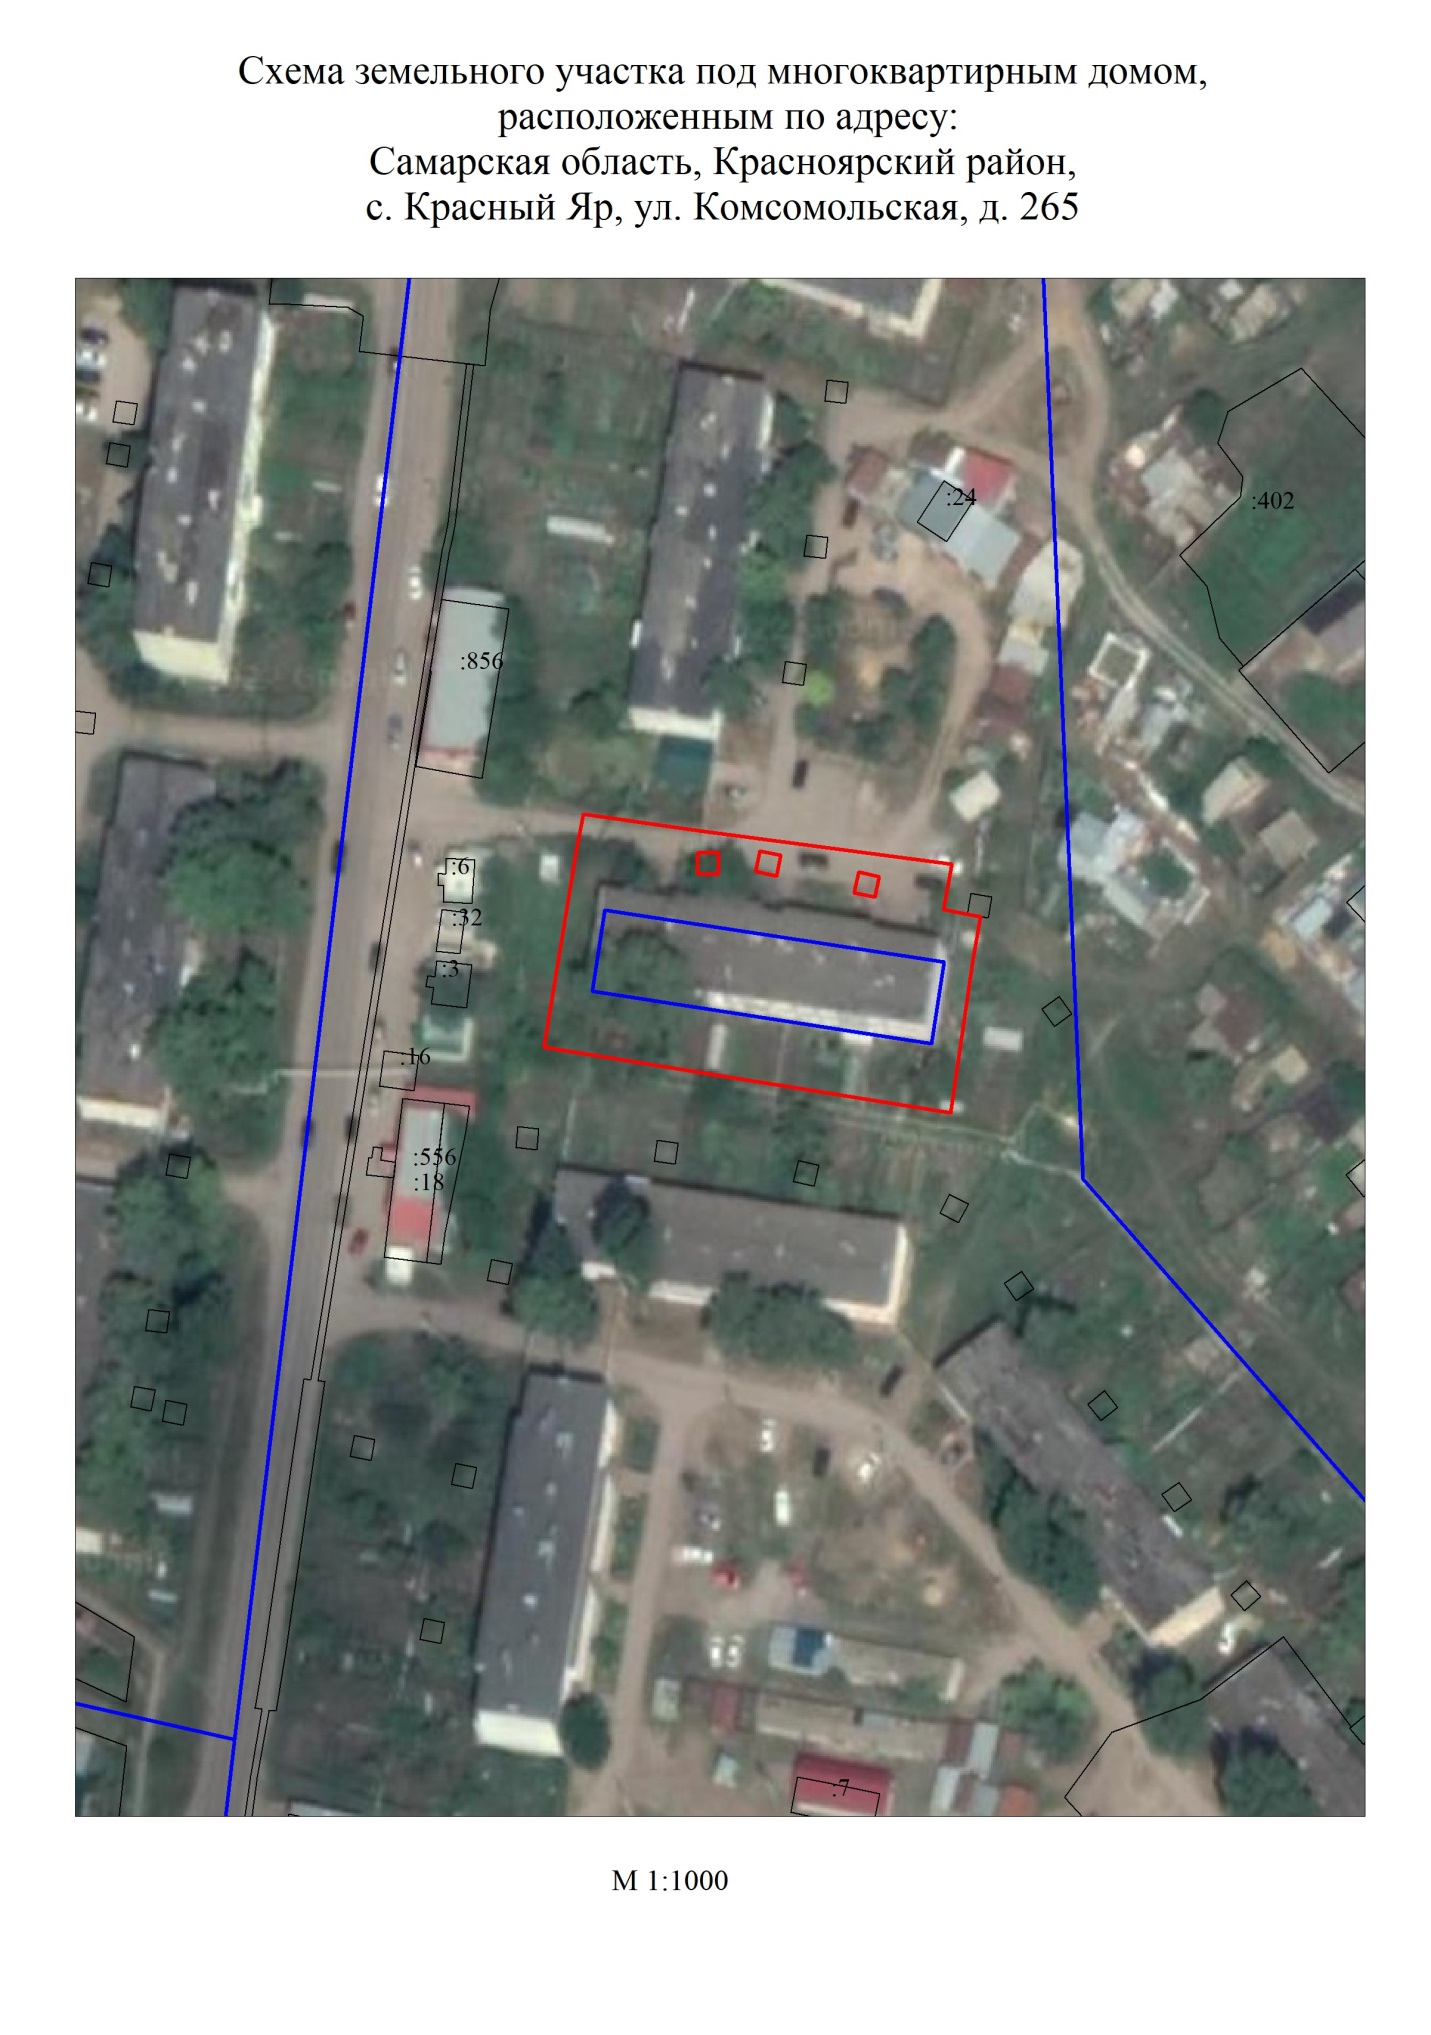 Схема земельного участка под многоквартирным домом,
расположенным по адресу:
Самарская область, Красноярский район,
с. Красный Яр, ул. Комсомольская, д. 265
:24
:402
:856
:6
:32
:3
:16
:556
:18
:7
М 1:1000